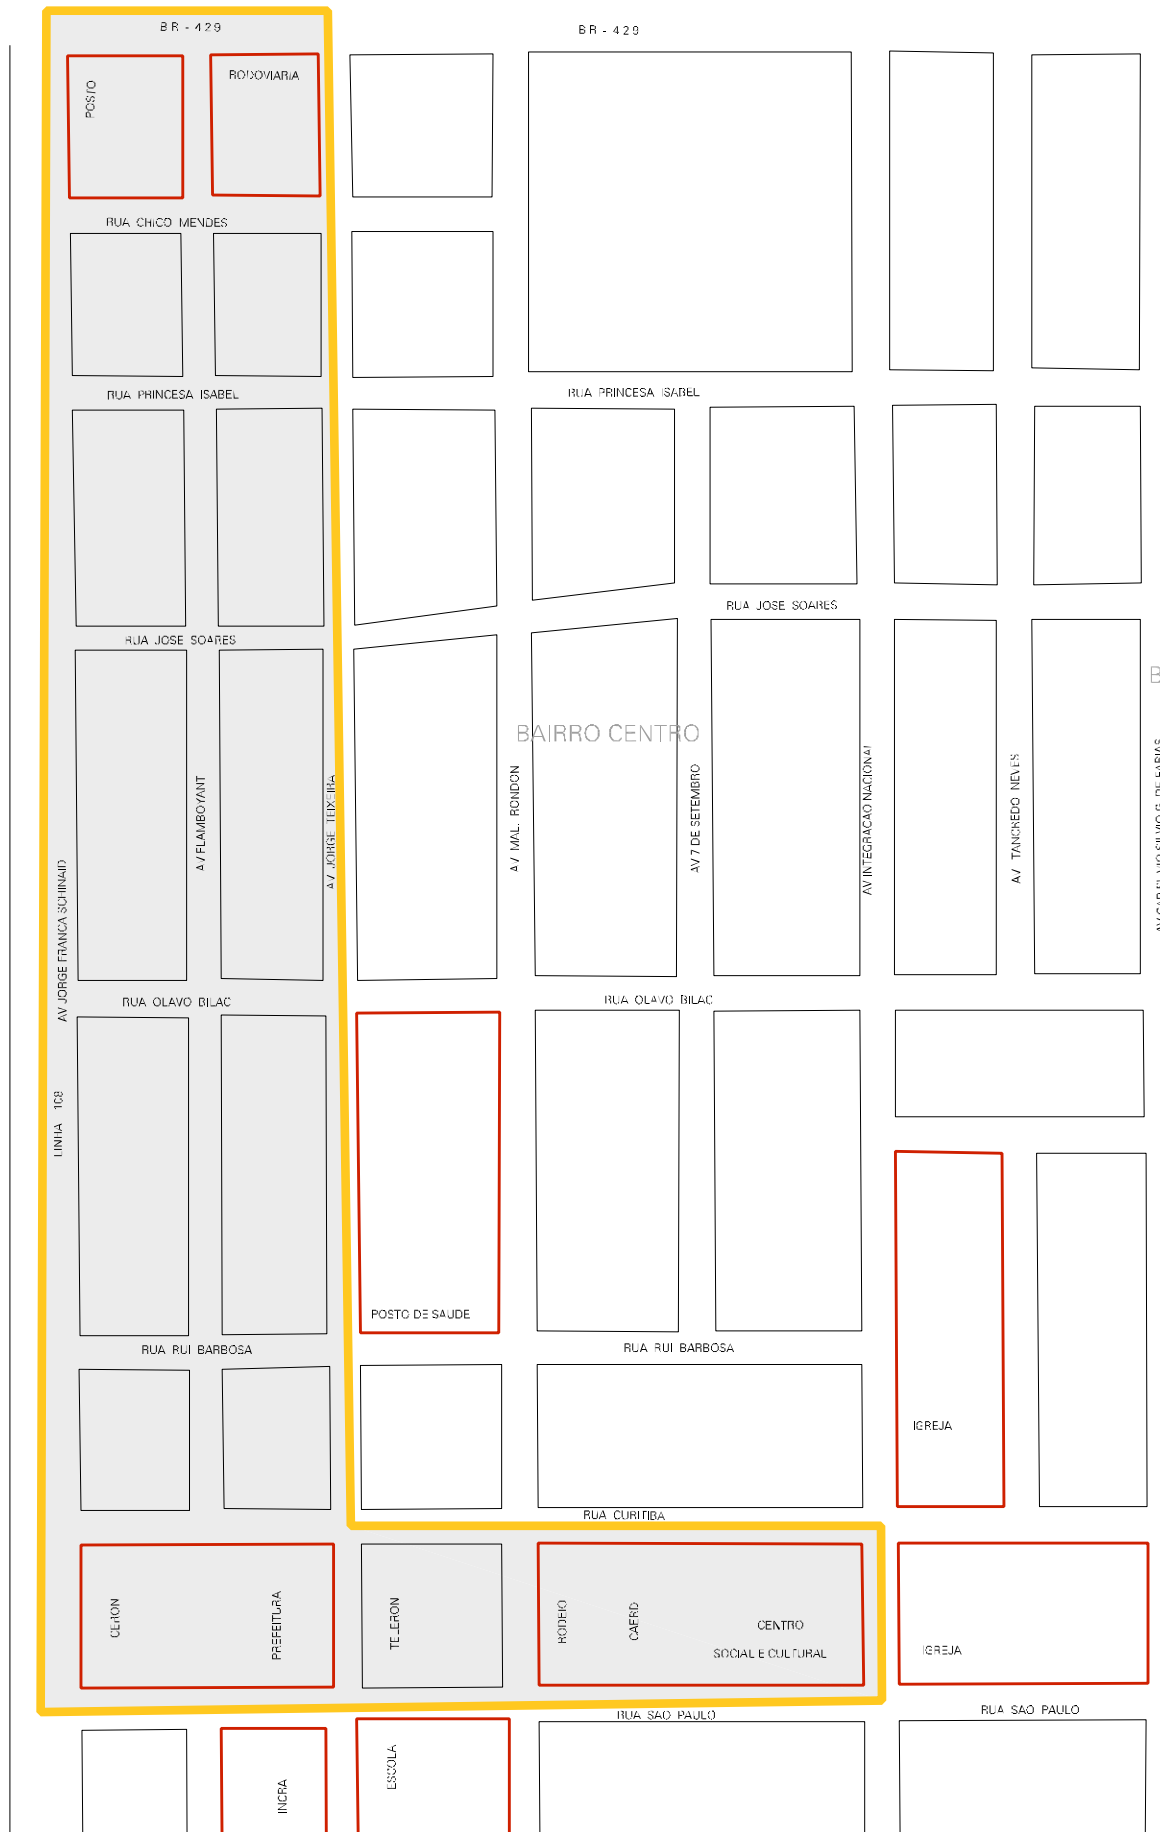 BR - 429
BR - 429
POSTO
RODOVIARIA
RUA CHICO MENDES
RUA PRINCESA ISABEL
RUA PRINCESA ISABEL
RUA JOSE SOARES
RUA JOSE SOARES
BAIRRO CENTRO
B
AV JORGE FRANCA SCHINAID
LINHA 108
AV FLAMBOYANT
AV JORGE TEIXEIRA
AV MAL. RONDON
AV 7 DE SETEMBRO
AV INTEGRACAO NACIONAL
AV TANCREDO NEVES
RUA OLAVO BILAC
RUA OLAVO BILAC
POSTO DE SAUDE
RUA RUI BARBOSA
RUA RUI BARBOSA
IGREJA
RUA CURITIBA
CERON
PREFEITURA
TELERON
RODEIO
CAERD
CENTRO
SOCIAL E CULTURAL
IGREJA
RUA SAO PAULO
RUA SAO PAULO
INCRA
ESCOLA